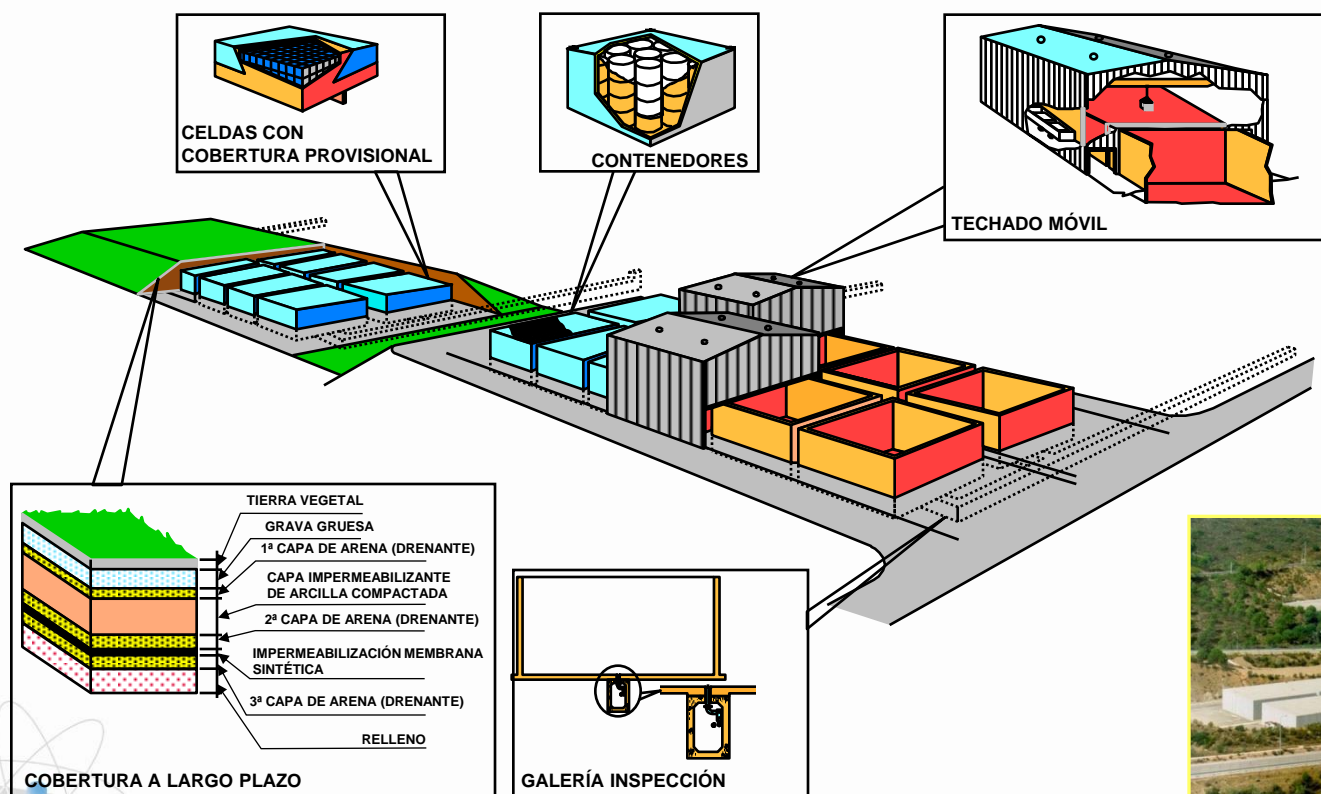 CELDAS CON
COBERTURA PROVISIONAL
CONTENEDORES
TECHADO MÓVIL
TIERRA VEGETAL
GRAVA GRUESA
1ª CAPA DE ARENA (DRENANTE)
CAPA IMPERMEABILIZANTE
DE ARCILLA COMPACTADA
2ª CAPA DE ARENA (DRENANTE)
IMPERMEABILIZACIÓN MEMBRANA
SINTÉTICA
3ª CAPA DE ARENA (DRENANTE)
RELLENO
COBERTURA A LARGO PLAZO
GALERÍA INSPECCIÓN